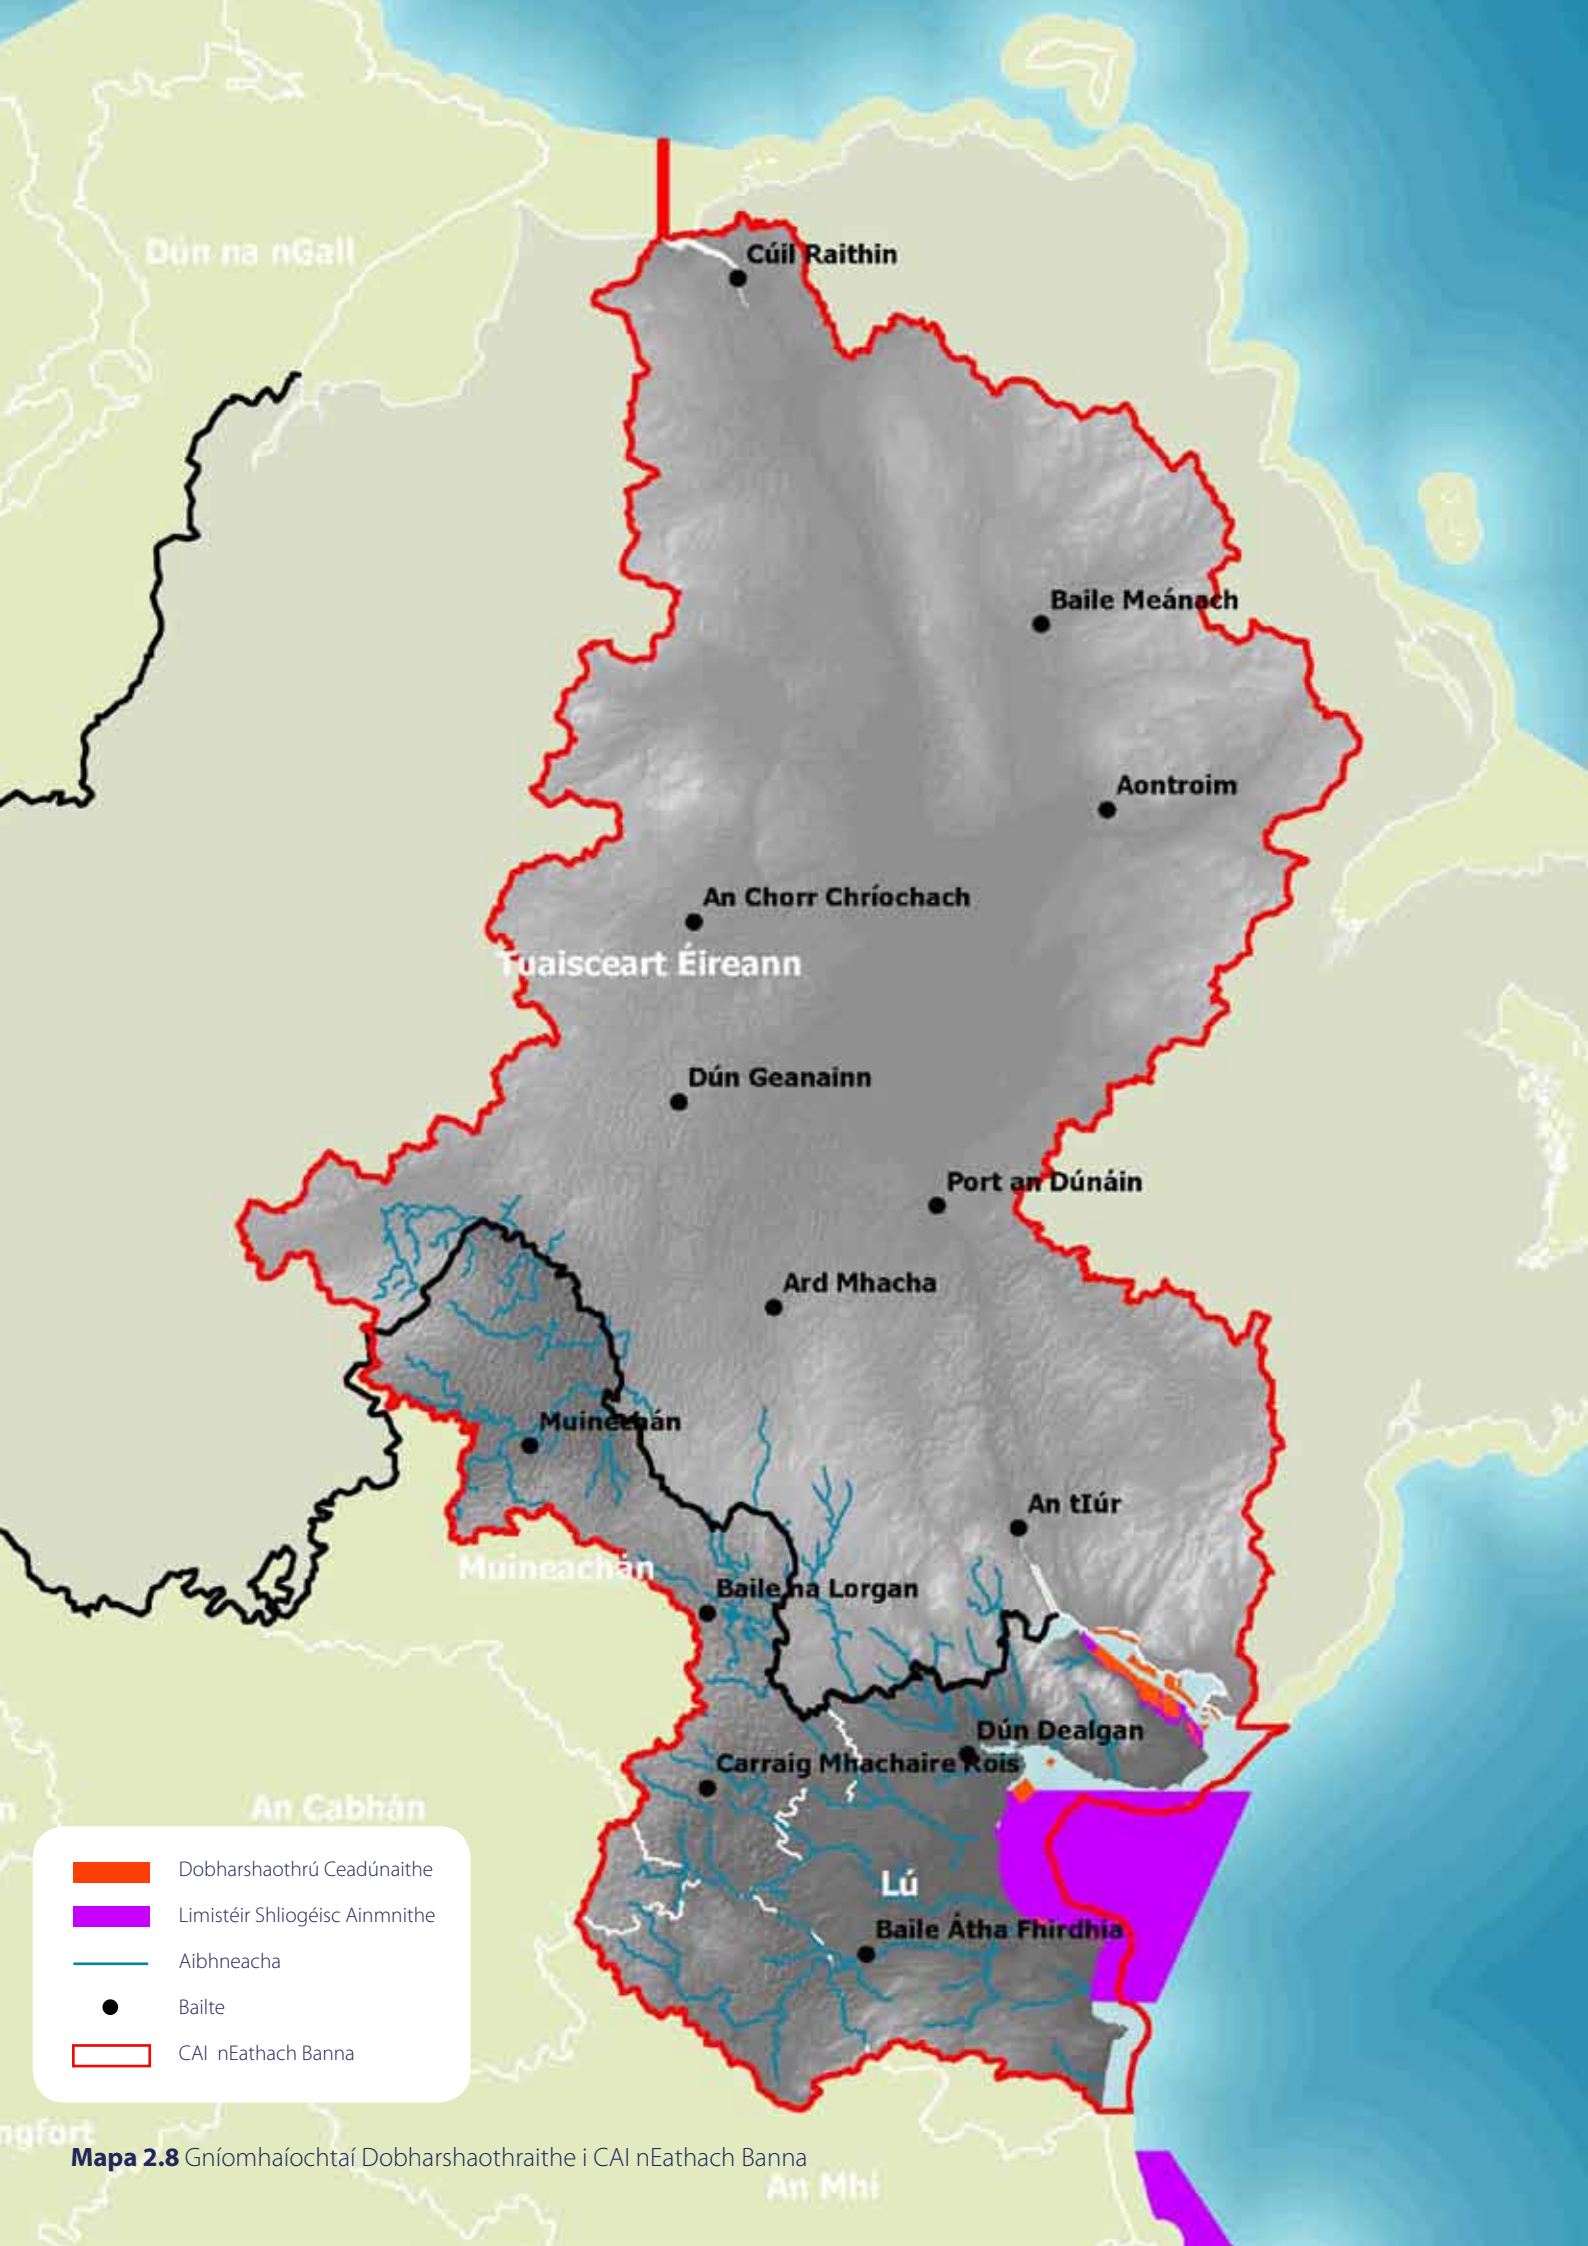 Dún na nGall
Cúil Raithin
Baile Meánach
Aontroim
An Chorr Chríochach
Tuaisceart Éireann
Dún Geanainn
Port an Dúnáin
Ard Mhacha
Muineachán
An tIúr
Muineachán
Baile na Lorgan
Dún Dealgan
Carraig Mhachaire Rois
An Cabhán
Lú
Baile Átha Fhirdhia
Dobharshaothrú Ceadúnaithe
Limistéir Shliogéisc Ainmnithe
Aibhneacha
Bailte
CAI nEathach Banna
ngfort
Mapa 2.8 Gníomhaíochtaí Dobharshaothraithe i CAI nEathach Banna
An Mhí